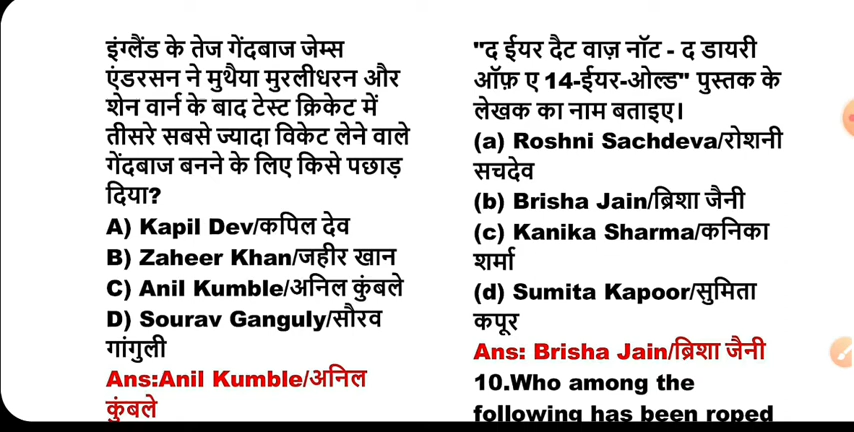 इंग्लैंड के तेज गेंदबाज जेम्स
एंडरसन ने मुथैया मुरलीधरन और
शेन वार्न के बाद टेस्ट क्रिकेट में
तीसरे सबसे ज्यादा विकेट लेने वाले
गेंदबाज बनने के लिए किसे पछाड़
दिया?
A) Kapil Dev/कपिल देव
B) Zaheer Khan/जहीर खान
C) Anil Kumble/अनिल कुंबले
D) Sourav Ganguly/सौरव
गांगुली
Ans:Anil Kumble/अनिल
कुंबले
"द ईयर दैट वाज़ नॉट - द डायरी
ऑफ़ ए 14-ईयर-ओल्ड" पुस्तक के
लेखक का नाम बताइए।
(a) Roshni Sachdeva/रोशनी
सचदेव
(b) Brisha Jain/ब्रिशा जैनी
(c) Kanika Sharma/कनिका
शर्मा
(d) Sumita Kapoor/सुमिता
कपूर
Ans: Brisha Jain/ब्रिशा जैनी
10.Who among the
following has been roped